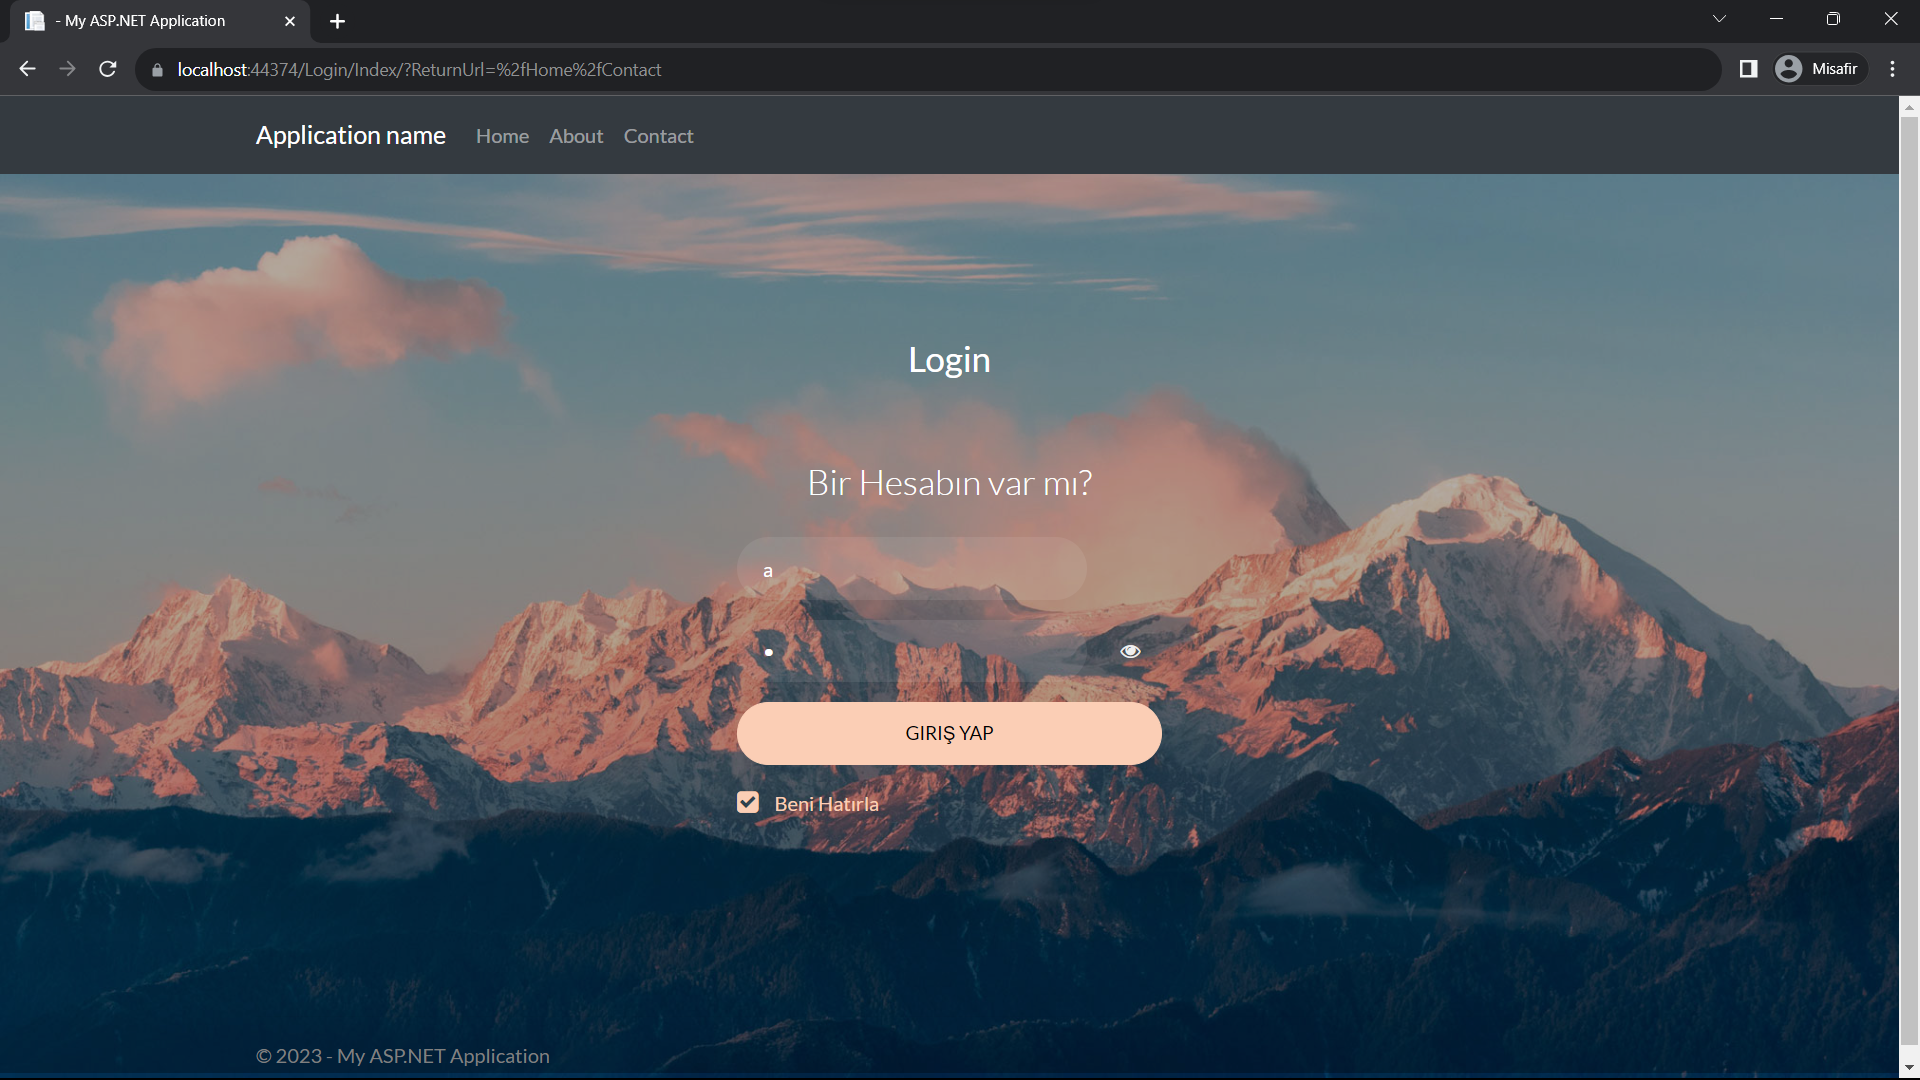 - My ASP.NET Application
localhost:44374/Login/Index/?ReturnUrl=%2fHome%2fContact
Misafir
Application name
Home
About
Contact
Login
Bir Hesabın var mı?
a
GIRIŞ YAP
Beni Hatırla
© 2023 - My ASP.NET Application